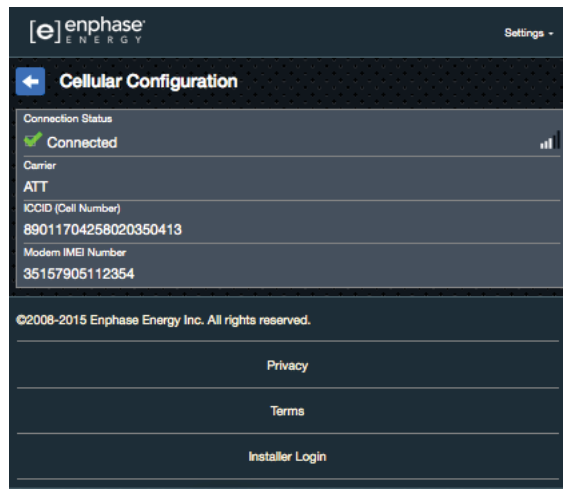 [e] enphase
ENERGY
Settings
Cellular Configuration
Connection Status
Connected
Carrier
ATT
ICCID (Cell Number)
89011704258020350413
Modem IMEI Number
35157905112354
©2008-2015 Enphase Energy Inc. All rights reserved.
Privacy
Terms
Installer Login